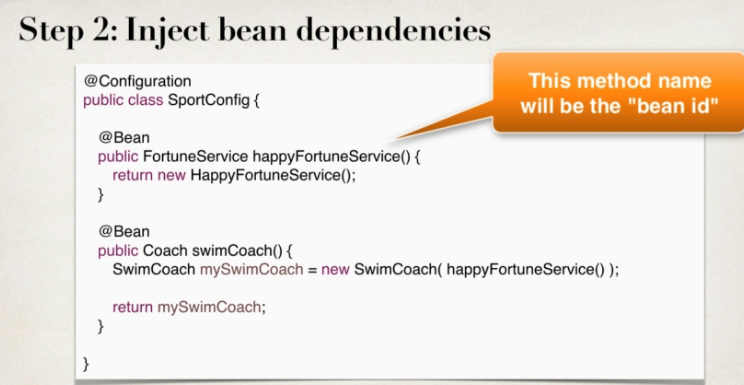 Step 2: Inject bean dependencies
This method name
will be the "bean id"
@Configuration
public class SportConfig {
@Bean
public FortuneService happyFortuneService() {
return new HappyFortuneService();
}
@Bean
public Coach swimCoach() {
SwimCoach mySwimCoach = new SwimCoach( happyFortuneService() );
return mySwimCoach;
}
}